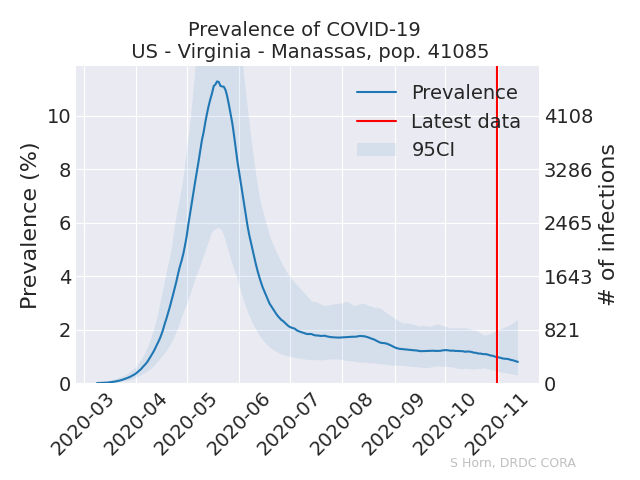 Prevalence of COVID-19
US - Virginia - Manassas, pop. 41085
Prevalence (%)
10
8
6
4
2
0
Prevalence
Latest data
95CI
4108
3286
2465
1643
821
0
# of infections
2020-03
2020-04
2020-05
2020-06
2020-07
2020-08
2020-09
2020-10
2020-11
S Horn, DRDC CORA